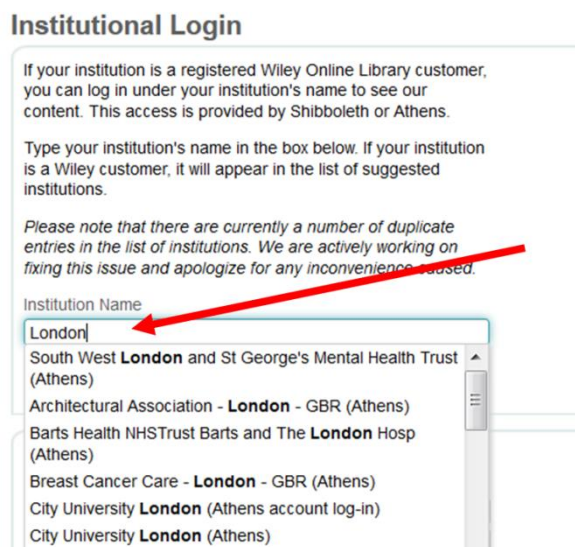 Institutional Login
If your institution is a registered Wiley Online Library customer,
you can log in under your institution's name to see our
content. This access is provided by Shibboleth or Athens.
Type your institution's name in the box below. If your institution
is a Wiley customer, it will appear in the list of suggested
institutions.
Please note that there are currently a number of duplicate
entries in the list of institutions. We are actively working on
fixing this issue and apologize for any inconvenience caused.
Institution Name
London
South West London and St George's Mental Health Trust
(Athens)
Architectural Association - London - GBR (Athens)
Barts Health NHSTrust Barts and The London Hosp
(Athens)
Breast Cancer Care - London - GBR (Athens)
City University London (Athens account log-in)
City University London (Athens)